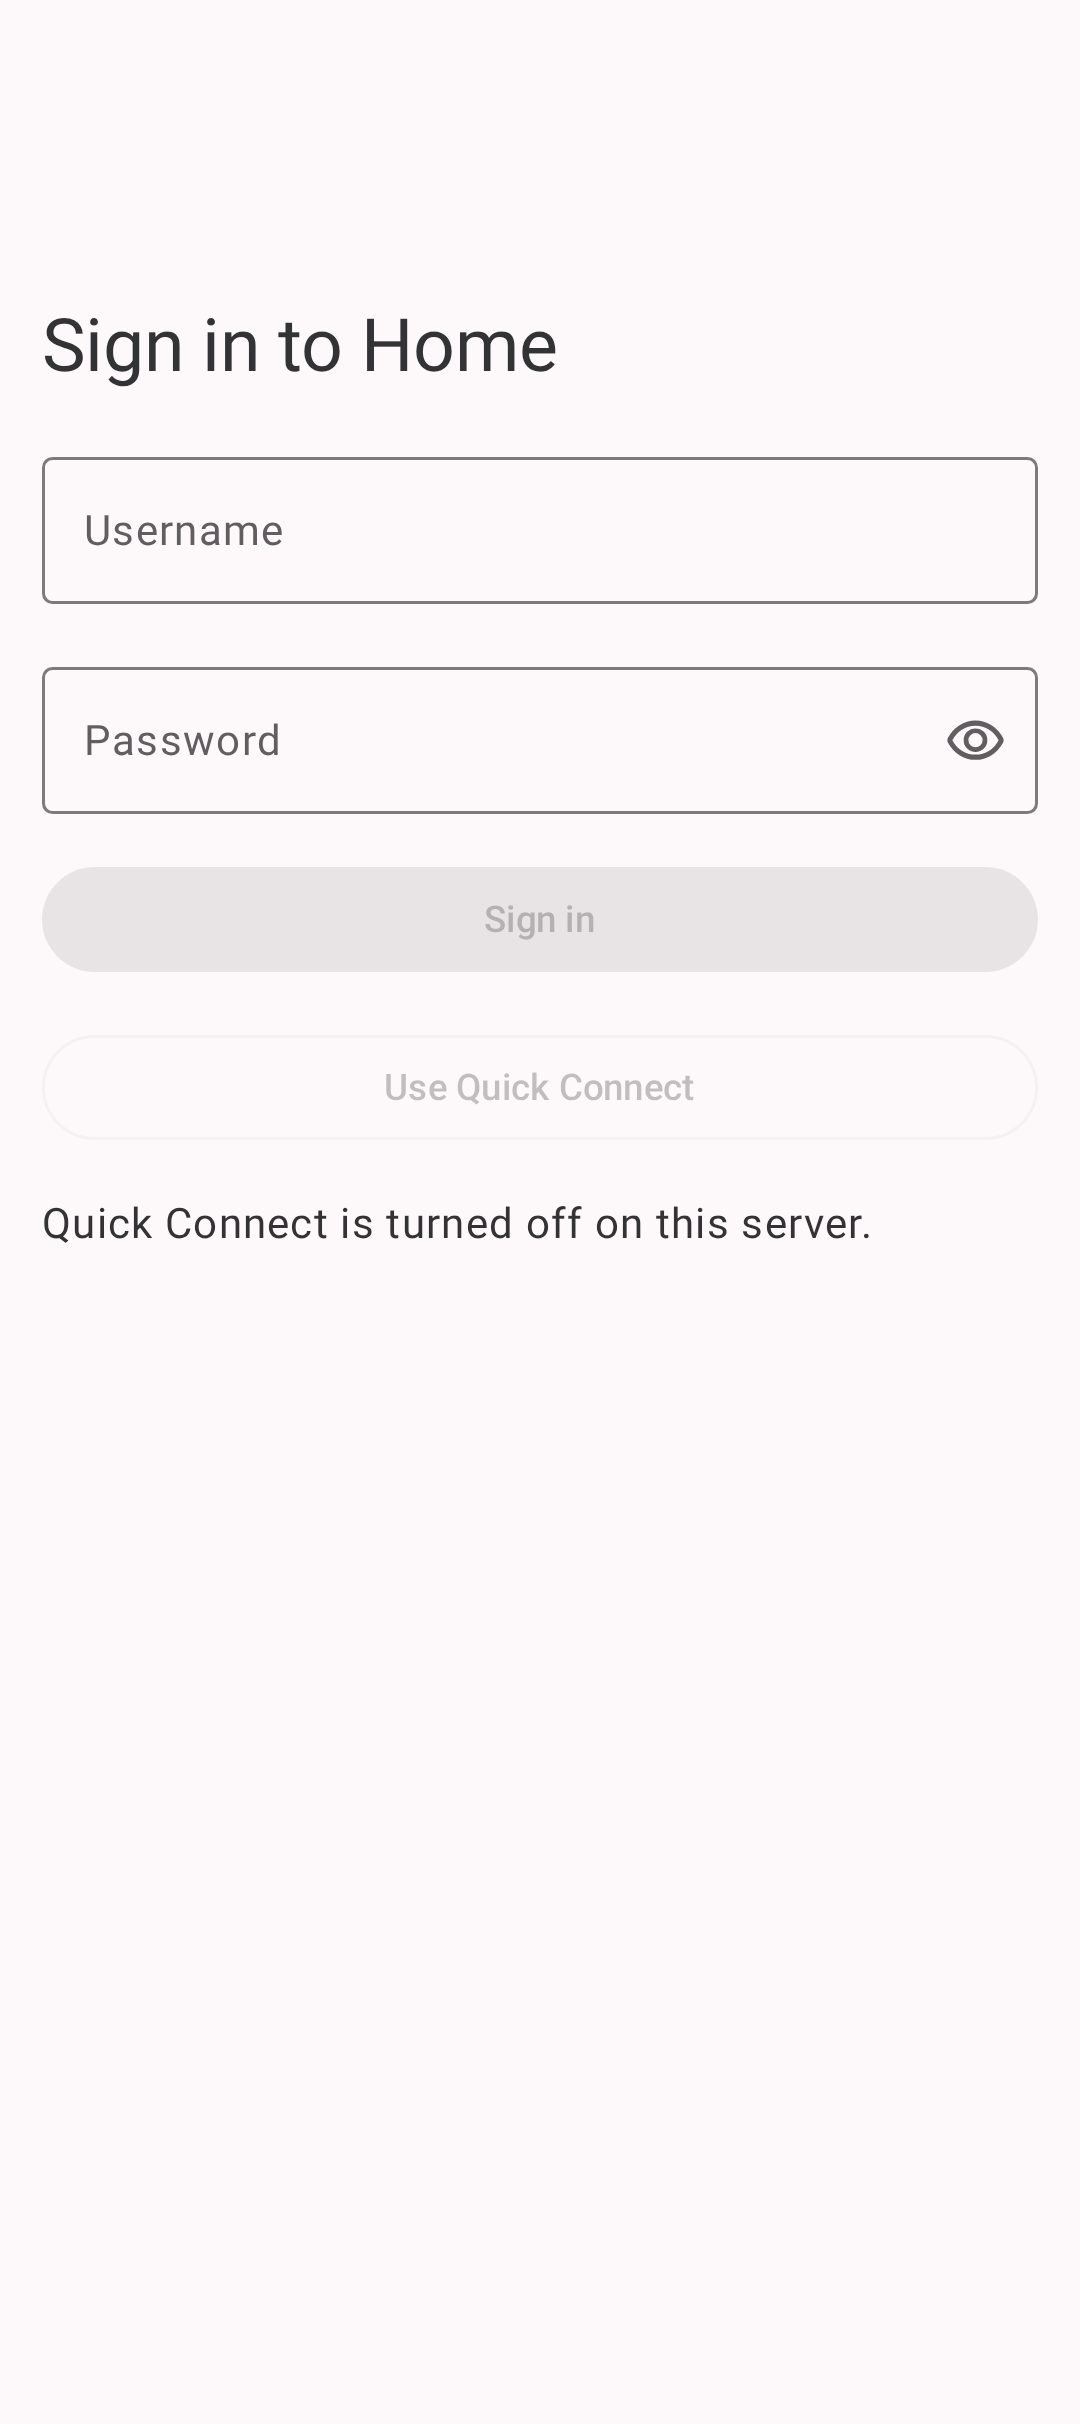 Sign in to Home
Username
Password
Sign in
Use Quick Connect
Quick Connect is turned off on this server.